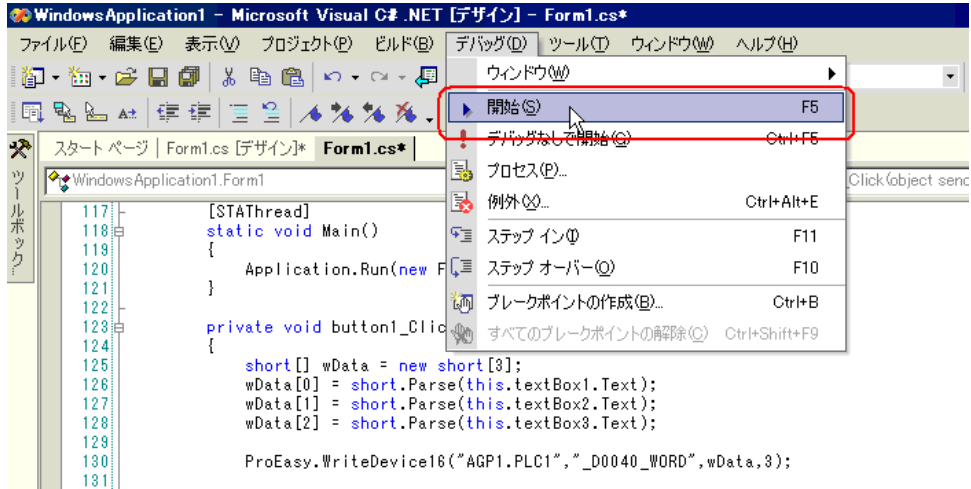 WindowsApplication1 - Microsoft Visual C# .NET [デザイン] - Form1.cs*
ファイル(F) 編集(E) 表示(V) プロジェクト(P) ビルド(B) デバッグ(D) ツール(T) ウィンドウ(W) ヘルプ(H)
ウィンドウ(W)
開始(S) F5
デバッグなしで開始(G) Ctrl+F5
プロセス(P)...
例外(X)... Ctrl+Alt+E
ステップ イン(I) F11
ステップ オーバー(O) F10
ブレークポイントの作成(B)... Ctrl+B
すべてのブレークポイントの解除(C) Ctrl+Shift+F9
ツールボックス
スタート ページ Form1.cs [デザイン]* Form1.cs*
WindowsApplication1.Form1
_Click(object send
117 [STAThread]
118 static void Main()
119 {
120 Application.Run(new F
121 }
122
123 private void button1_Clic
124 {
125 short[] wData = new short[3];
126 wData[0] = short.Parse(this.textBox1.Text);
127 wData[1] = short.Parse(this.textBox2.Text);
128 wData[2] = short.Parse(this.textBox3.Text);
129
130 ProEasy.WriteDevice16("AGP1.PLC1","_D0040_WORD",wData,3);
131